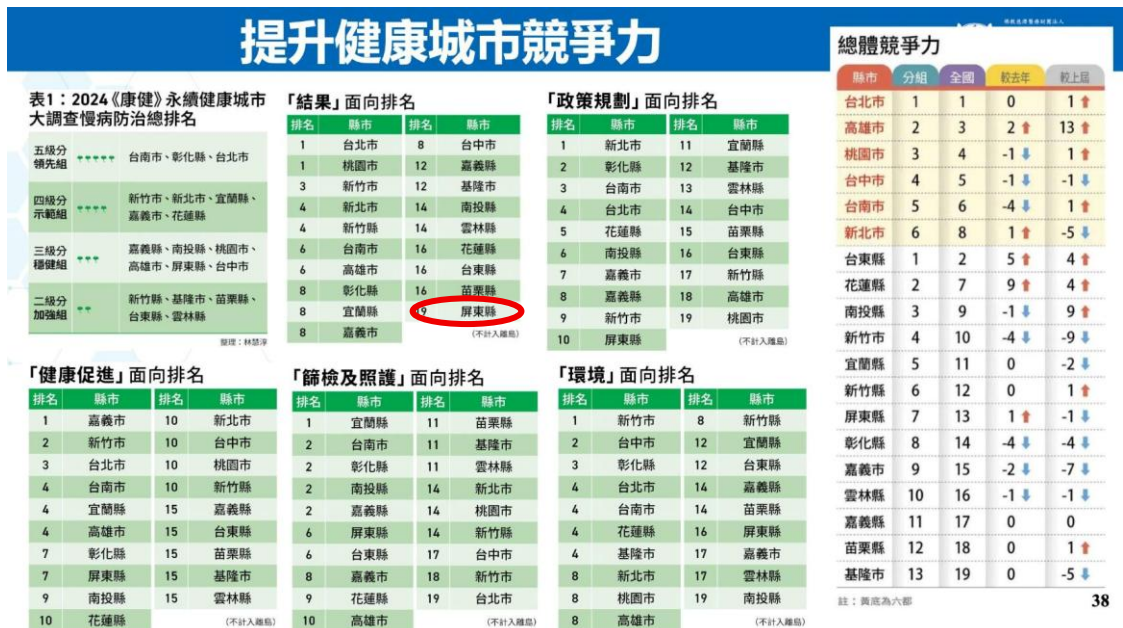 提升健康城市競爭力
表1：2024《康健》永續健康城市
大調查慢病防治總排名
五級分
領先組
台南市、彰化縣、台北市
四級分
示範組
新竹市、新北市、宜蘭縣、
嘉義市、花蓮縣
三級分
穩健組
嘉義縣、南投縣、桃園市、
高雄市、屏東縣、台中市
二級分
加強組
新竹縣、基隆市、苗栗縣、
台東縣、雲林縣
整理：林慧淳
「結果」面向排名
排名 縣市 排名 縣市
1 台北市 8 台中市
1 桃園市 12 嘉義縣
3 新竹市 12 基隆市
4 新北市 14 南投縣
4 新竹縣 14 雲林縣
6 台南市 16 花蓮縣
6 高雄市 16 台東縣
8 彰化縣 16 苗栗縣
8 宜蘭縣 19 屏東縣
8 嘉義市
(不計入離島)
「政策規劃」面向排名
排名 縣市 排名 縣市
1 新北市 11 宜蘭縣
2 彰化縣 12 基隆市
3 台南市 13 雲林縣
4 台北市 14 台中市
5 花蓮縣 15 苗栗縣
6 南投縣 16 台東縣
7 嘉義市 17 新竹縣
8 嘉義縣 18 高雄市
9 新竹市 19 桃園市
10 屏東縣
(不計入離島)
「健康促進」面向排名
排名 縣市 排名 縣市
1 嘉義市 10 新北市
2 新竹市 10 台中市
3 台北市 10 桃園市
4 台南市 10 新竹縣
4 宜蘭縣 15 嘉義縣
4 高雄市 15 台東縣
7 彰化縣 15 苗栗縣
7 屏東縣 15 基隆市
9 南投縣 15 雲林縣
10 花蓮縣
(不計入離島)
「篩檢及照護」面向排名
排名 縣市 排名 縣市
1 宜蘭縣 11 苗栗縣
2 台南市 11 基隆市
2 彰化縣 11 雲林縣
2 南投縣 14 新北市
2 嘉義縣 14 桃園市
6 屏東縣 14 新竹縣
6 台東縣 17 台中市
8 嘉義市 18 新竹市
9 花蓮縣 19 台北市
10 高雄市
(不計入離島)
「環境」面向排名
排名 縣市 排名 縣市
1 新竹市 8 新竹縣
2 台中市 12 宜蘭縣
3 彰化縣 12 台東縣
4 台北市 14 嘉義縣
4 台南市 14 苗栗縣
4 花蓮縣 16 屏東縣
4 基隆市 17 嘉義市
8 新北市 17 雲林縣
8 桃園市 19 南投縣
8 高雄市
(不計入離島)
總體競爭力
縣市 分組 全國 較去年 較上屆
台北市 1 1 0 1 ⬆
高雄市 2 3 2 ⬆ 13 ⬆
桃園市 3 4 -1 ⬇ 1 ⬆
台中市 4 5 -1 ⬇ -1 ⬇
台南市 5 6 -4 ⬇ 1 ⬆
新北市 6 8 1 ⬆ -5 ⬇
台東縣 1 2 5 ⬆ 4 ⬆
花蓮縣 2 7 9 ⬆ 4 ⬆
南投縣 3 9 -1 ⬇ 9 ⬆
新竹市 4 10 -4 ⬇ -9 ⬇
宜蘭縣 5 11 0 -2 ⬇
新竹縣 6 12 0 1 ⬆
屏東縣 7 13 1 ⬆ -1 ⬇
彰化縣 8 14 -4 ⬇ -4 ⬇
嘉義市 9 15 -2 ⬇ -7 ⬇
雲林縣 10 16 -1 ⬇ -1 ⬇
嘉義縣 11 17 0 0
苗栗縣 12 18 0 1 ⬆
基隆市 13 19 0 -5 ⬇
註：黃底為六都
38